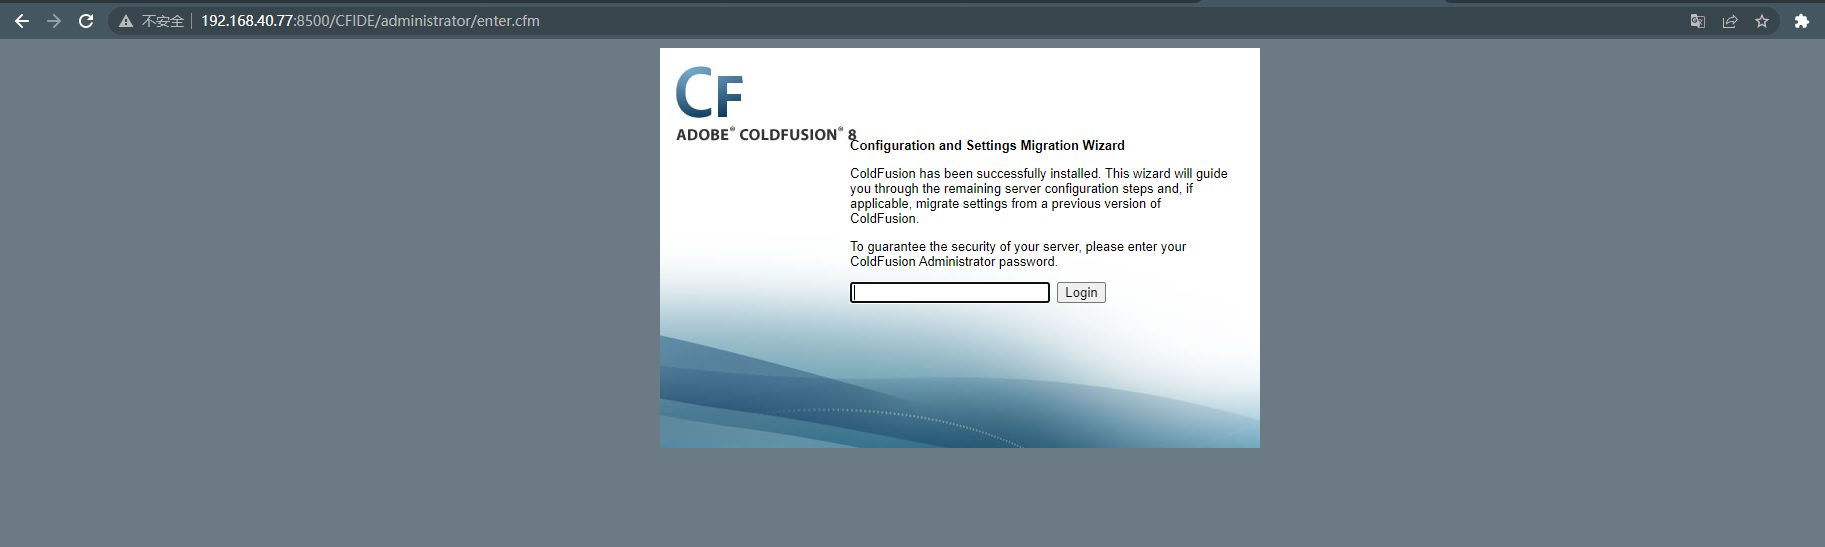 不安全 192.168.40.77:8500/CFIDE/administrator/enter.cfm
CF
ADOBE® COLDFUSION® 8
Configuration and Settings Migration Wizard
ColdFusion has been successfully installed. This wizard will guide
you through the remaining server configuration steps and, if
applicable, migrate settings from a previous version of
ColdFusion.
To guarantee the security of your server, please enter your
ColdFusion Administrator password.
Login